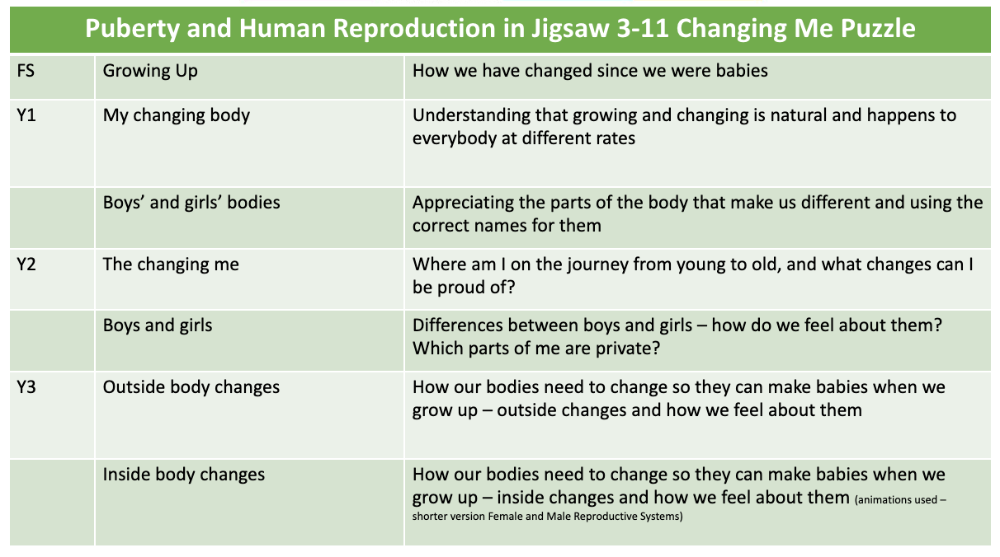 Puberty and Human Reproduction in Jigsaw 3-11 Changing Me Puzzle
FS
Growing Up
How we have changed since we were babies
Y1
My changing body
Understanding that growing and changing is natural and happens to
everybody at different rates
Boys’ and girls’ bodies
Appreciating the parts of the body that make us different and using the
correct names for them
Y2
The changing me
Where am I on the journey from young to old, and what changes can I
be proud of?
Boys and girls
Differences between boys and girls – how do we feel about them?
Which parts of me are private?
Y3
Outside body changes
How our bodies need to change so they can make babies when we
grow up – outside changes and how we feel about them
Inside body changes
How our bodies need to change so they can make babies when we
grow up – inside changes and how we feel about them (animations used –
shorter version Female and Male Reproductive Systems)